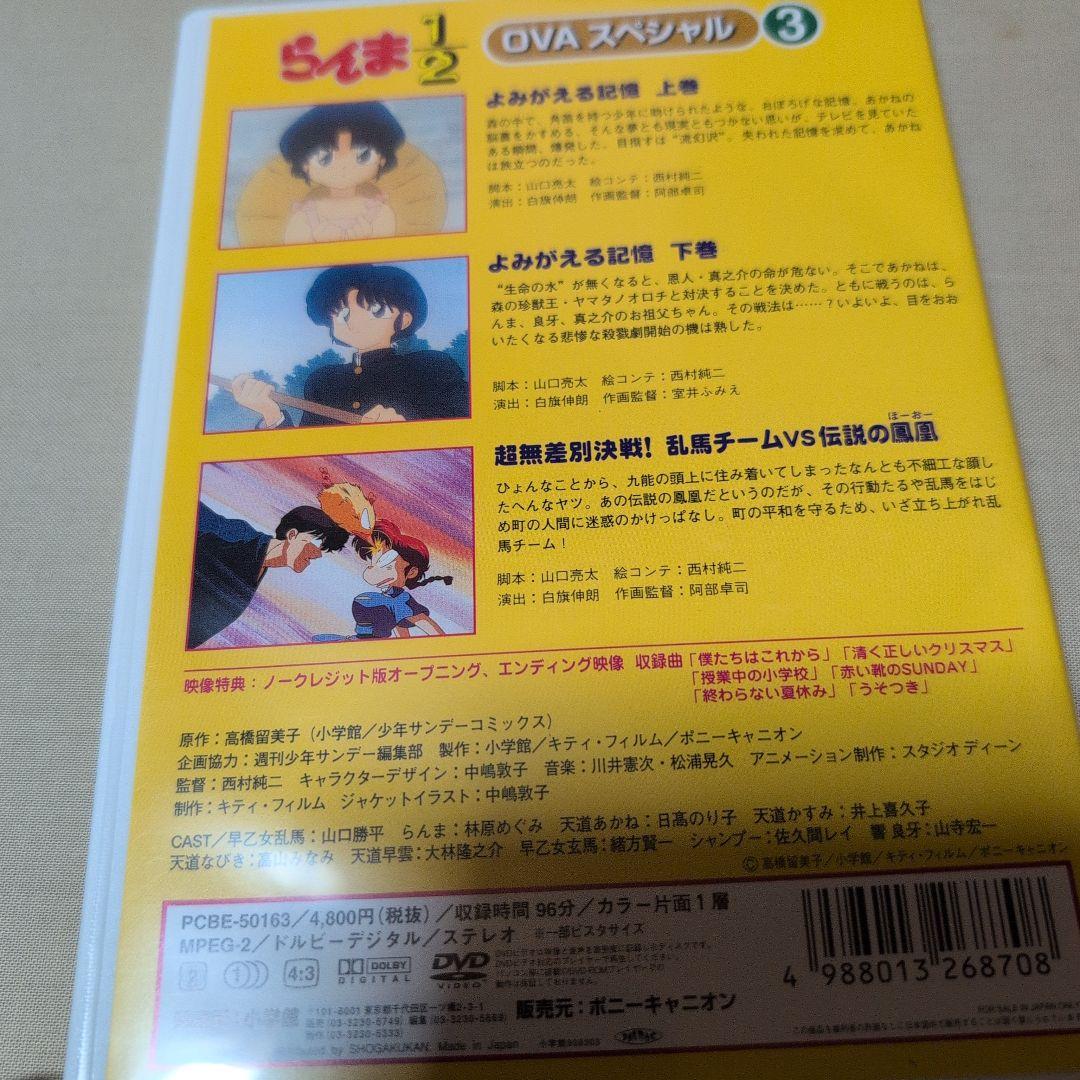 らんま1/2
OVA スペシャル 3
よみがえる記憶 上巻
森の中で、角笛を持つ少年に助けられたような、おぼろげな記憶。あかねの
脳裏をかすめる、そんな夢とも現実ともつかない思いが、テレビを見ていた
ある瞬間、爆発した。目指すは“流幻沢”。失われた記憶を求めて、あかね
は旅立つのだった。
脚本：山口亮太 絵コンテ：西村純二
演出：白旗伸朗 作画監督：阿部卓司
よみがえる記憶 下巻
“生命の水”が無くなると、恩人・真之介の命が危ない。そこであかねは、
森の珍獣王・ヤマタノオロチと対決することを決めた。ともに戦うのは、ら
んま、良牙、真之介のお祖父ちゃん。その戦法は……？いよいよ、目をおお
いたくなる悲惨な殺戮劇開始の機は熟した。
脚本：山口亮太 絵コンテ：西村純二
演出：白旗伸朗 作画監督：室井ふみえ
超無差別決戦！乱馬チームVS伝説の鳳凰
ほーおー
ひょんなことから、九能の頭上に住み着いてしまったなんとも不細工な顔し
たへんなヤツ。あの伝説の鳳凰だというのだが、その行動たるや乱馬をはじ
め町の人間に迷惑のかけっぱなし。町の平和を守るため、いざ立ち上がれ乱
馬チーム！
脚本：山口亮太 絵コンテ：西村純二
演出：白旗伸朗 作画監督：阿部卓司
映像特典：ノークレジット版オープニング、エンディング映像 収録曲「僕たちはこれから」「清く正しいクリスマス」
「授業中の小学校」「赤い靴のSUNDAY」
「終わらない夏休み」「うそつき」
原作：高橋留美子（小学館／少年サンデーコミックス）
企画協力：週刊少年サンデー編集部 製作：小学館／キティ・フィルム／ポニーキャニオン
監督：西村純二 キャラクターデザイン：中嶋敦子 音楽：川井憲次・松浦晃久 アニメーション制作：スタジオディーン
制作：キティ・フィルム ジャケットイラスト：中嶋敦子
CAST／早乙女乱馬：山口勝平 らんま：林原めぐみ 天道あかね：日髙のり子 天道かすみ：井上喜久子
天道なびき：高山みなみ 天道早雲：大林隆之介 早乙女玄馬：緒方賢一 シャンプー：佐久間レイ 響 良牙：山寺宏一
©高橋留美子／小学館／キティ・フィルム／ポニーキャニオン
PCBE-50163／4,800円（税抜）／収録時間 96分／カラー片面1層
MPEG-2／ドルビーデジタル／ステレオ ※一部ビスタサイズ
2 1 4:3 DOLBY DIGITAL DVD VIDEO
4 988013 268708
小学館 〒101-8001 東京都千代田区一ツ橋2-3-1
販売元：ポニーキャニオン
by SHOGAKUKAN. Made in Japan
FOR SALE IN JAPAN